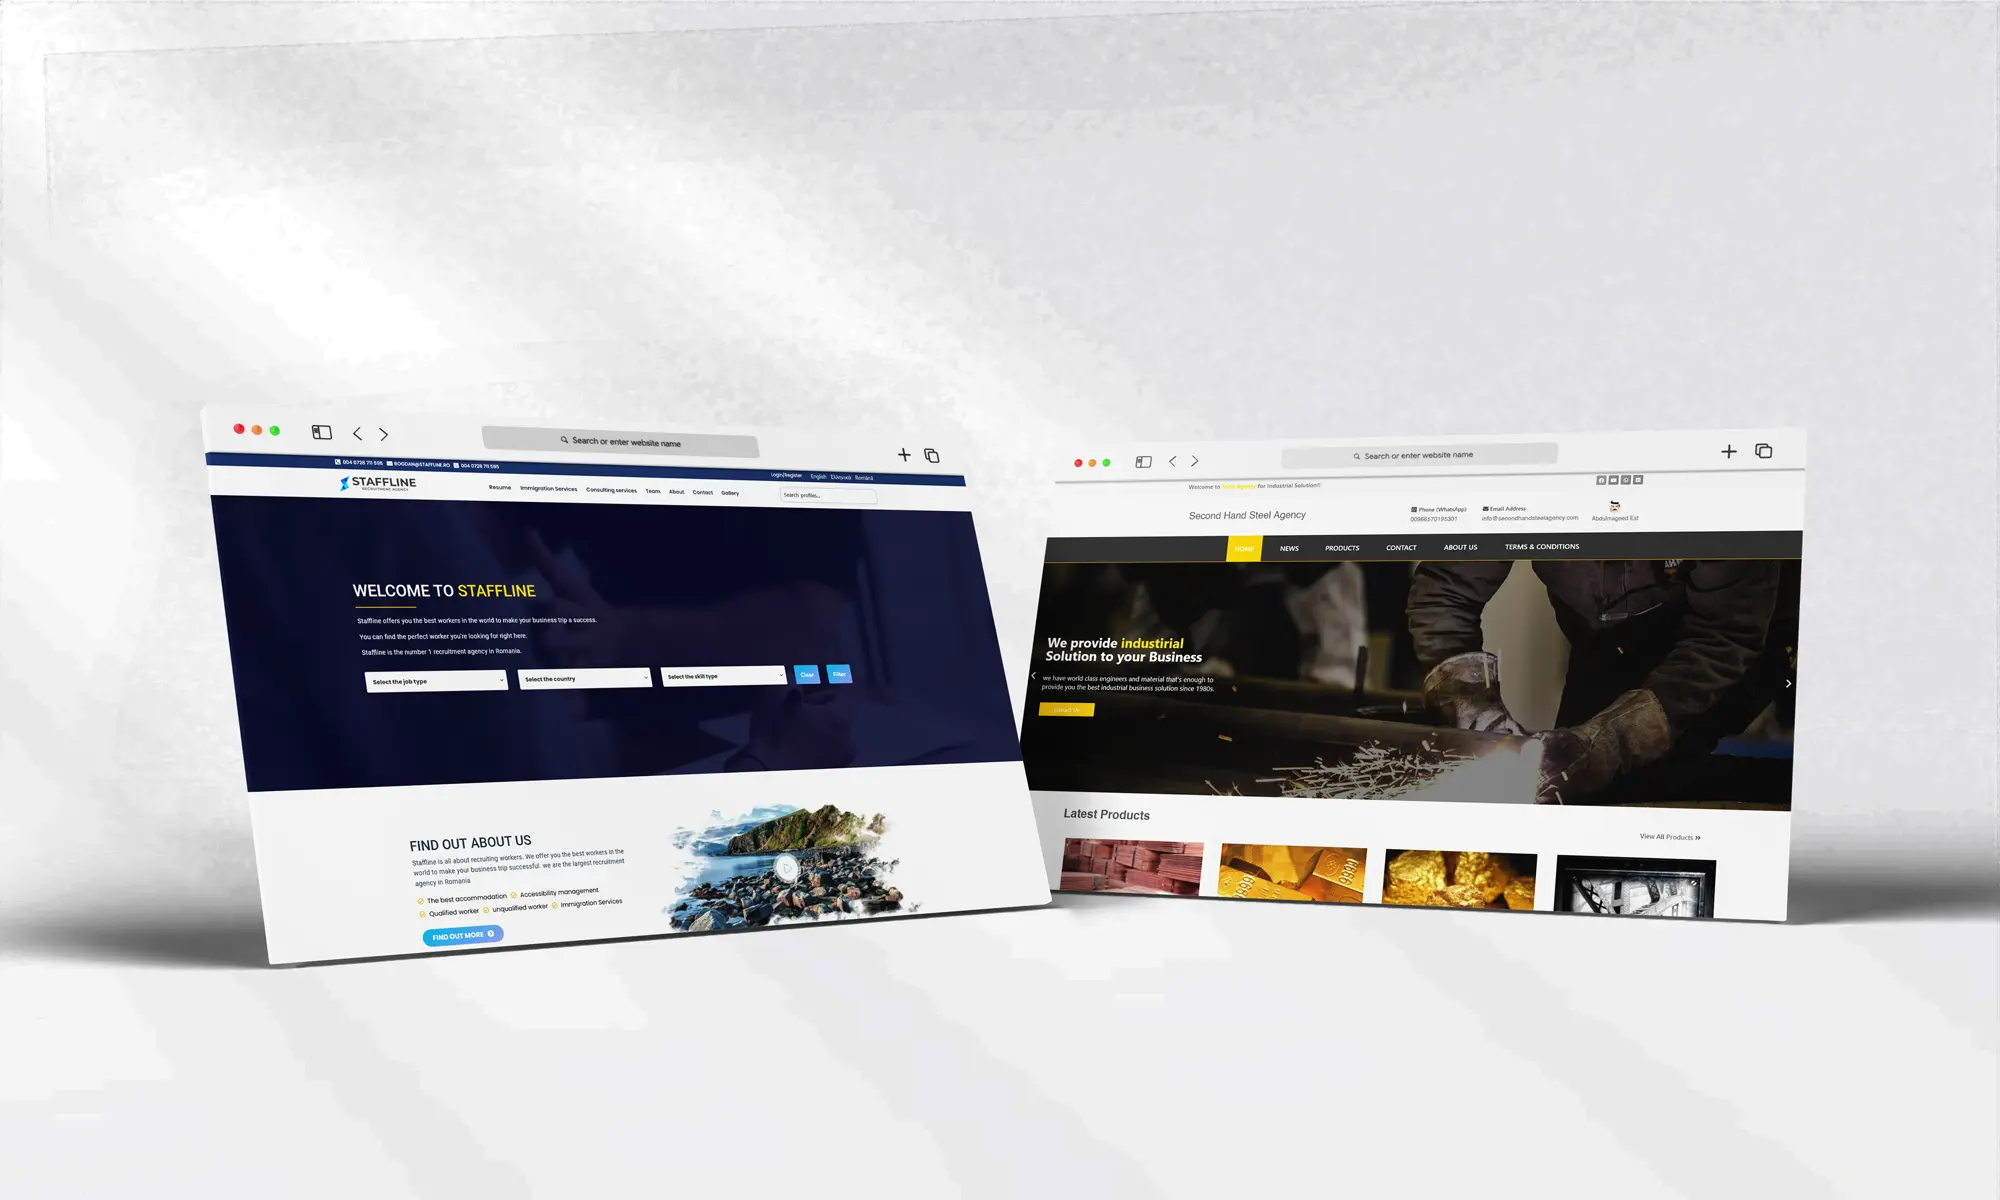 Search or enter website name
004 0728 711 595 BOGDAN@STAFFLINE.RO 004 0728 711 595
Login/Register English Ελληνικά Română
STAFFLINE
RECRUITMENT AGENCY
Resume Immigration Services Consulting services Team About Contact Gallery
Search profiles...
WELCOME TO STAFFLINE
Staffline offers you the best workers in the world to make your business trip a success.
You can find the perfect worker you're looking for right here.
Staffline is the number 1 recruitment agency in Romania.
Select the job type Select the country Select the skill type Clear Filter
FIND OUT ABOUT US
Staffline is all about recruiting workers. We offer you the best workers in the
world to make your business trip successful. we are the largest recruitment
agency in Romania
The best accommodation Accessibility management
Qualified worker unqualified worker Immigration Services
FIND OUT MORE
Search or enter website name
Welcome to Steel Agency for Industrial Solution!!
Second Hand Steel Agency
Phone (WhatsApp)
00966570195301
Email Address
info@secondhandsteelagency.com
Abdulmageed Est
HOME NEWS PRODUCTS CONTACT ABOUT US TERMS & CONDITIONS
We provide industirial
Solution to your Business
we have world class engineers and material that's enough to
provide you the best industrial business solution since 1980s.
Contact Us
Latest Products
View All Products »